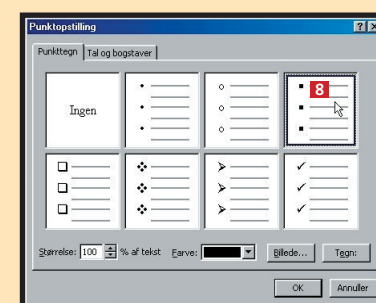 Punktopstilling
Punkttegn Tal og bogstaver
Ingen
8
Størrelse: 100 % af tekst Farve: Billede... Tegn:
OK Annuller